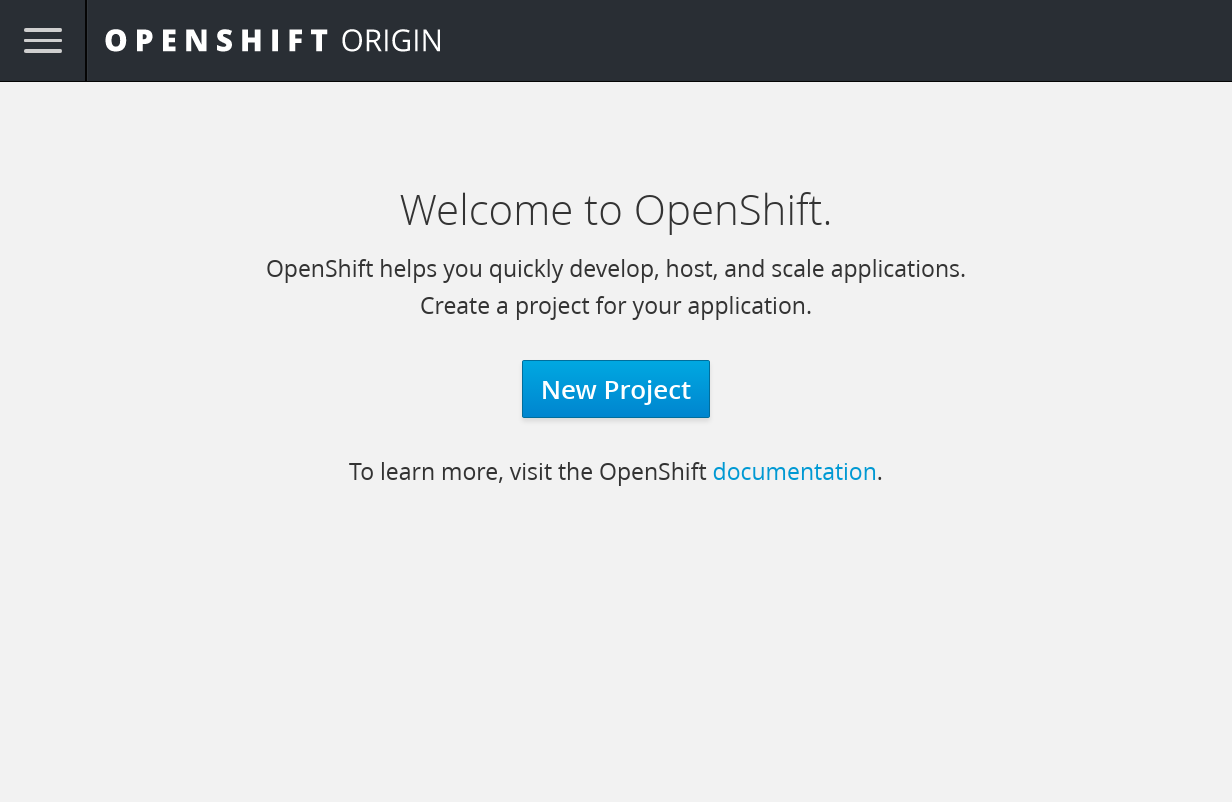 OPENSHIFT ORIGIN
Welcome to OpenShift.
OpenShift helps you quickly develop, host, and scale applications.
Create a project for your application.
New Project
To learn more, visit the OpenShift documentation.